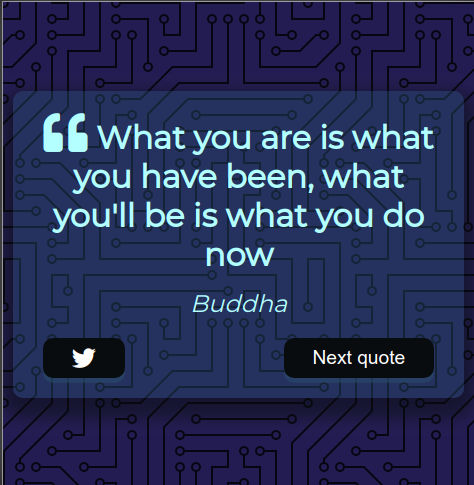 What you are is what
you have been, what
you'll be is what you do
now
Buddha
Next quote